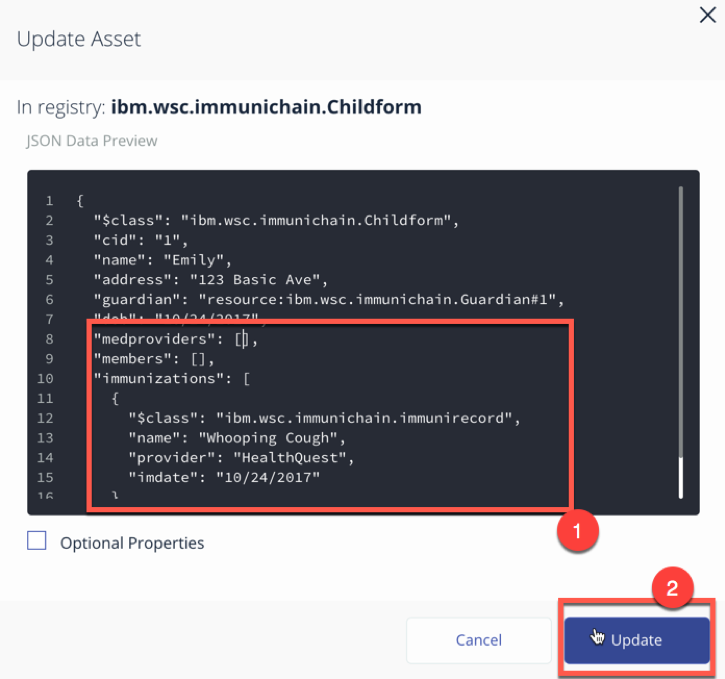 Update Asset
In registry: ibm.wsc.immunichain.Childform
JSON Data Preview
1 {
2 "$class": "ibm.wsc.immunichain.Childform",
3 "cid": "1",
4 "name": "Emily",
5 "address": "123 Basic Ave",
6 "guardian": "resource:ibm.wsc.immunichain.Guardian#1",
7 "dob": "10/24/2017",
8 "medproviders": [],
9 "members": [],
10 "immunizations": [
11 {
12 "$class": "ibm.wsc.immunichain.immunirecord",
13 "name": "Whooping Cough",
14 "provider": "HealthQuest",
15 "imdate": "10/24/2017"
16 }
1
Optional Properties
2
Cancel
Update